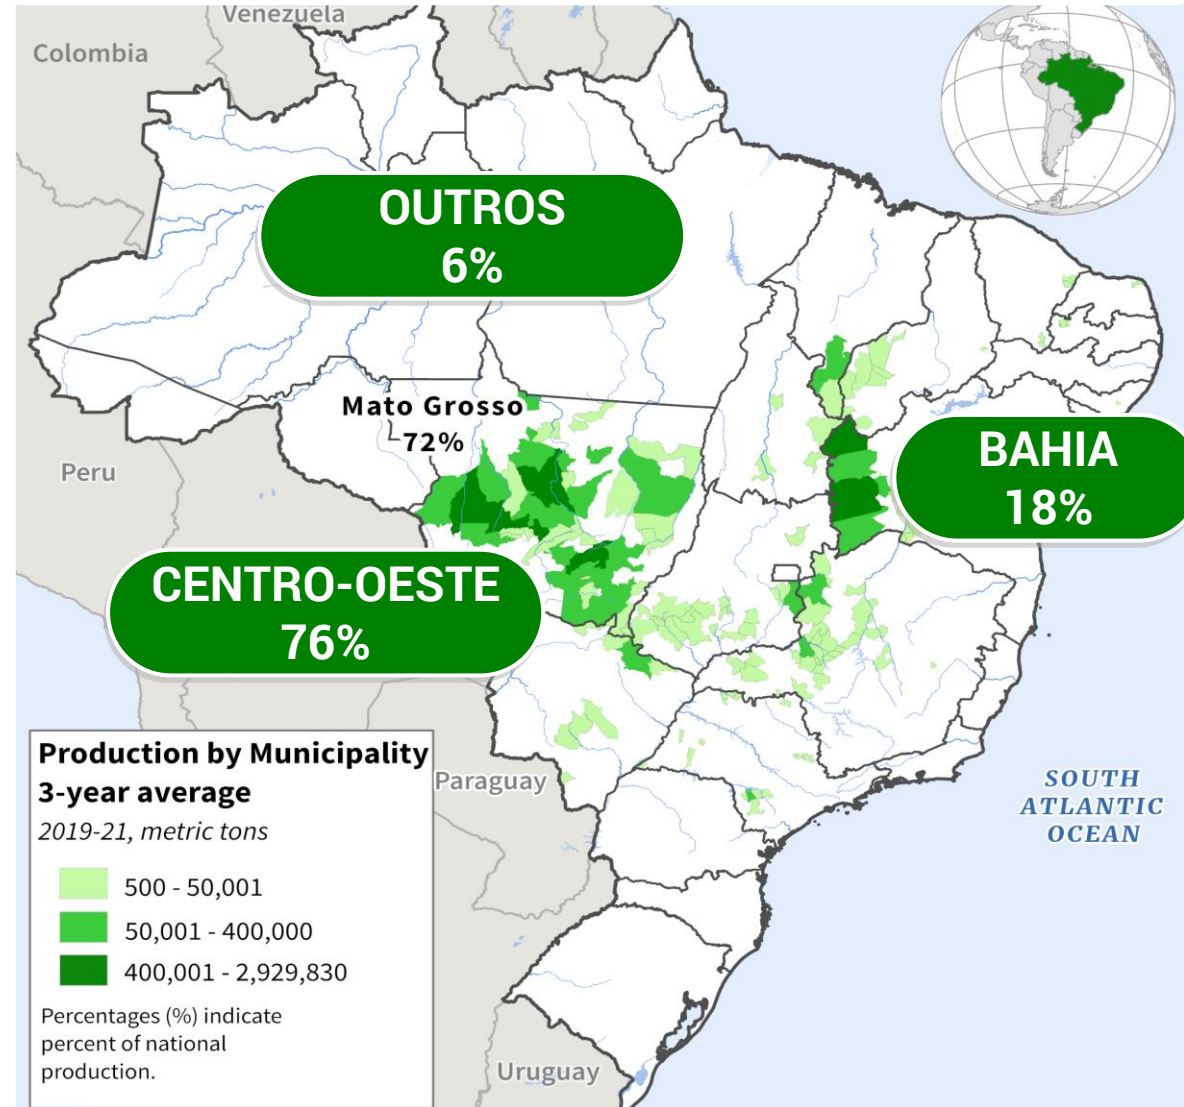 Venezuela
Colombia
OUTROS
6%
Mato Grosso
72%
Peru
BAHIA
18%
CENTRO-OESTE
76%
Production by Municipality
3-year average
2019-21, metric tons
500 - 50,001
50,001 - 400,000
400,001 - 2,929,830
Percentages (%) indicate
percent of national
production.
Paraguay
SOUTH
ATLANTIC
OCEAN
Uruguay